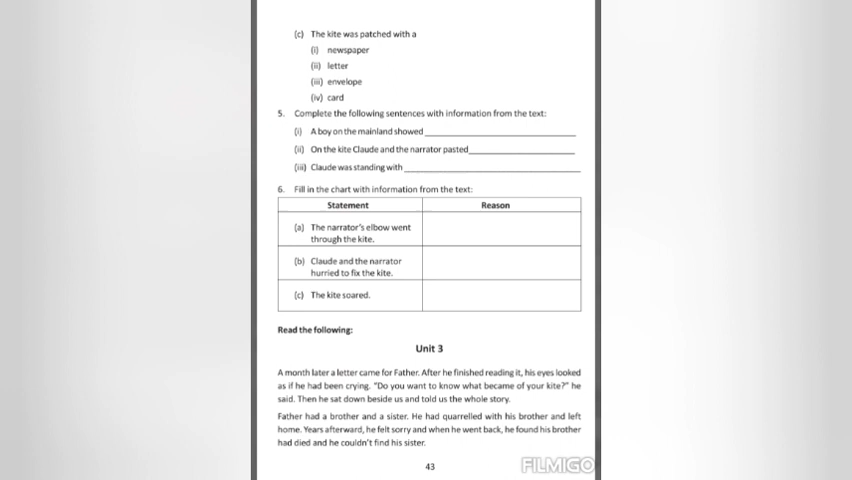 (c) The kite was patched with a
(i) newspaper
(ii) letter
(iii) envelope
(iv) card
5. Complete the following sentences with information from the text:
(i) A boy on the mainland showed
(ii) On the kite Claude and the narrator pasted
(iii) Claude was standing with
6. Fill in the chart with information from the text:
Statement Reason
(a) The narrator's elbow went
through the kite.
(b) Claude and the narrator
hurried to fix the kite.
(c) The kite soared.
Read the following:
Unit 3
A month later a letter came for Father. After he finished reading it, his eyes looked
as if he had been crying. "Do you want to know what became of your kite?" he
said. Then he sat down beside us and told us the whole story.
Father had a brother and a sister. He had quarrelled with his brother and left
home. Years afterward, he felt sorry and when he went back, he found his brother
had died and he couldn't find his sister.
43
FILMIGO